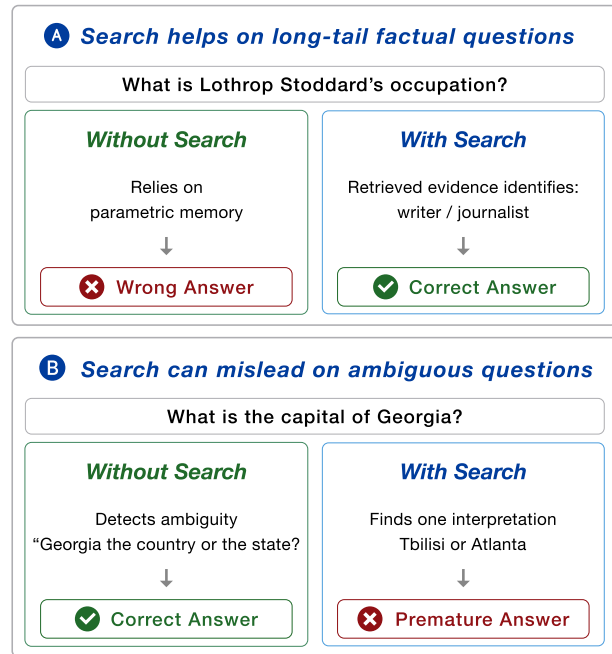 A Search helps on long-tail factual questions
What is Lothrop Stoddard’s occupation?
Without Search
Relies on
parametric memory
↓
Wrong Answer
With Search
Retrieved evidence identifies:
writer / journalist
↓
Correct Answer
B Search can mislead on ambiguous questions
What is the capital of Georgia?
Without Search
Detects ambiguity
“Georgia the country or the state?
↓
Correct Answer
With Search
Finds one interpretation
Tbilisi or Atlanta
↓
Premature Answer